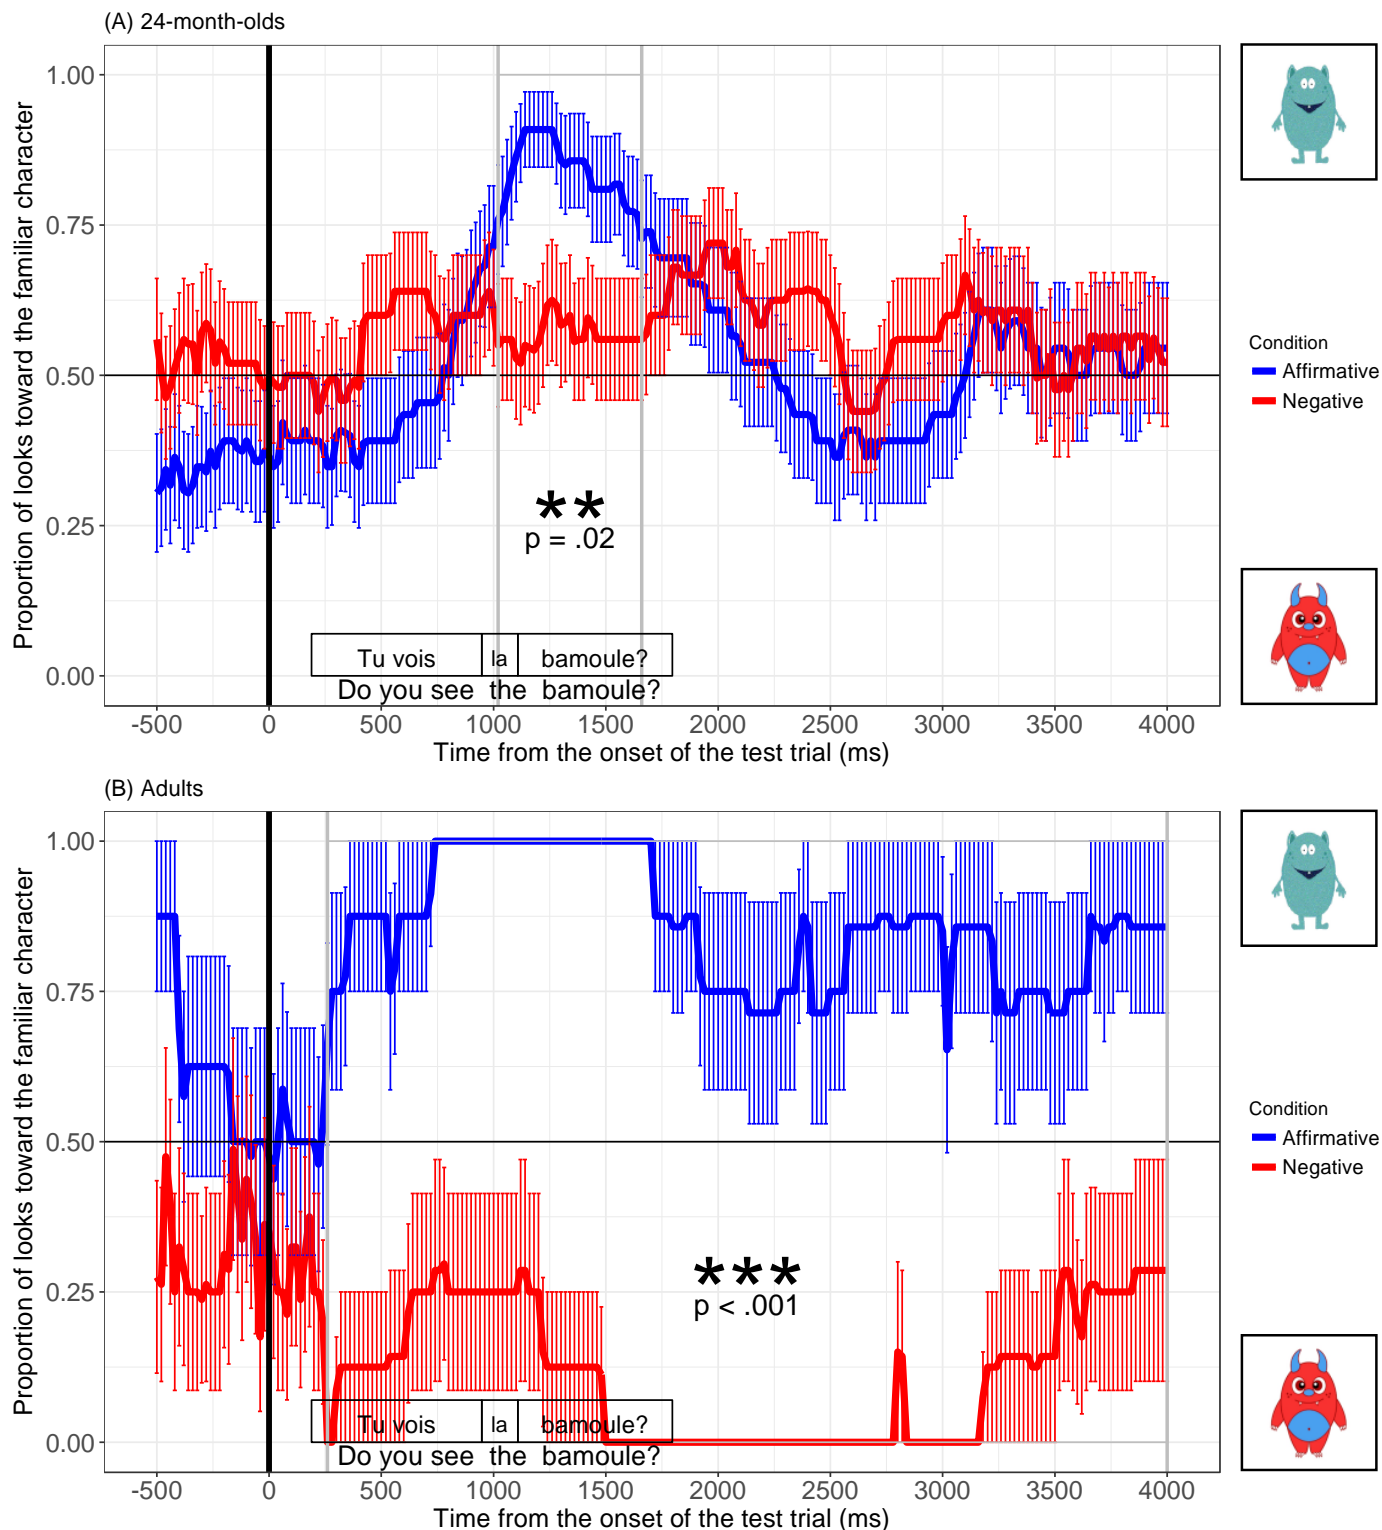 (A) 24-month-olds
Proportion of looks toward the familiar character
1.00
0.75
0.50
0.25
0.00
**
p = .02
Tu vois la bamoule?
Do you see the bamoule?
-500 0 500 1000 1500 2000 2500 3000 3500 4000
Time from the onset of the test trial (ms)
Condition
Affirmative
Negative
(B) Adults
Proportion of looks toward the familiar character
1.00
0.75
0.50
0.25
0.00
***
p < .001
Tu vois la bamoule?
Do you see the bamoule?
-500 0 500 1000 1500 2000 2500 3000 3500 4000
Time from the onset of the test trial (ms)
Condition
Affirmative
Negative